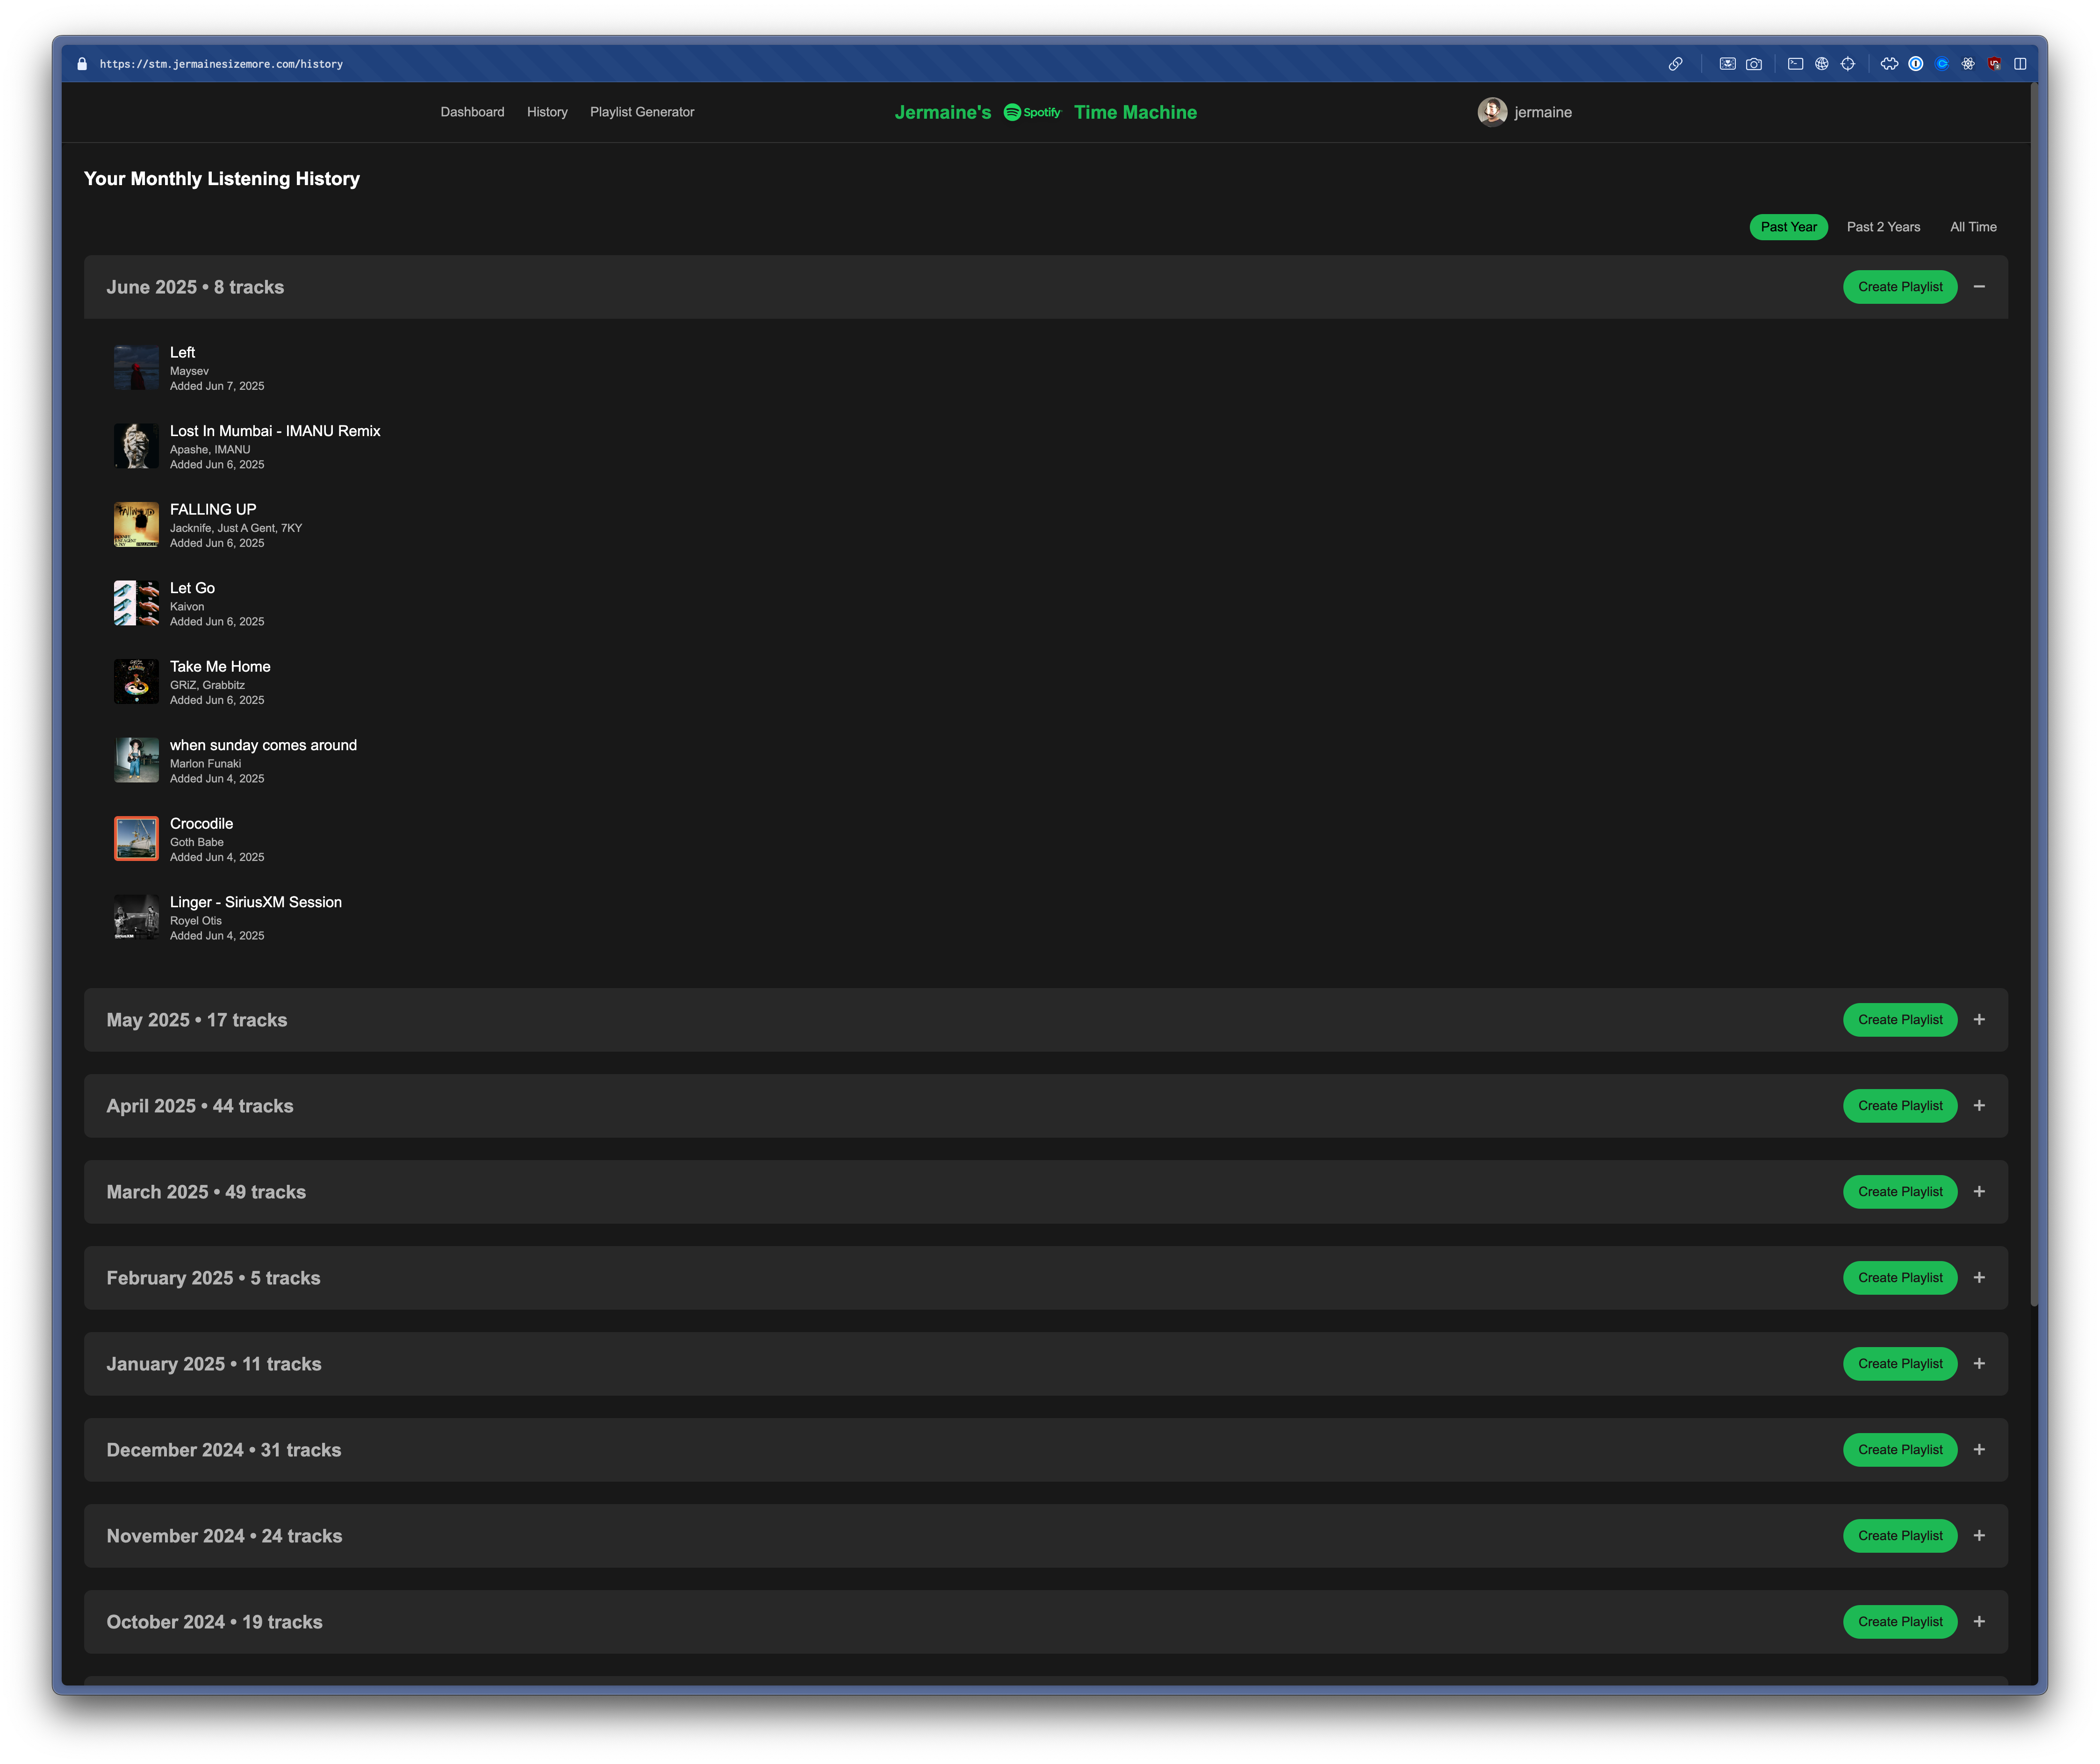 https://stm.jermainesizemore.com/history
Dashboard History Playlist Generator Jermaine's Spotify Time Machine jermaine
Your Monthly Listening History
Past Year Past 2 Years All Time
June 2025 • 8 tracks Create Playlist −
Left
Maysev
Added Jun 7, 2025
Lost In Mumbai - IMANU Remix
Apashe, IMANU
Added Jun 6, 2025
FALLING UP
Jacknife, Just A Gent, 7KY
Added Jun 6, 2025
Let Go
Kaivon
Added Jun 6, 2025
Take Me Home
GRiZ, Grabbitz
Added Jun 6, 2025
when sunday comes around
Marlon Funaki
Added Jun 4, 2025
Crocodile
Goth Babe
Added Jun 4, 2025
Linger - SiriusXM Session
Royel Otis
Added Jun 4, 2025
May 2025 • 17 tracks Create Playlist +
April 2025 • 44 tracks Create Playlist +
March 2025 • 49 tracks Create Playlist +
February 2025 • 5 tracks Create Playlist +
January 2025 • 11 tracks Create Playlist +
December 2024 • 31 tracks Create Playlist +
November 2024 • 24 tracks Create Playlist +
October 2024 • 19 tracks Create Playlist +